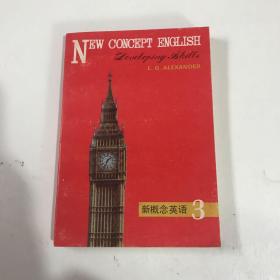 NEW CONCEPT ENGLISH
Developing Skills
L. G. ALEXANDER
新概念英语 3